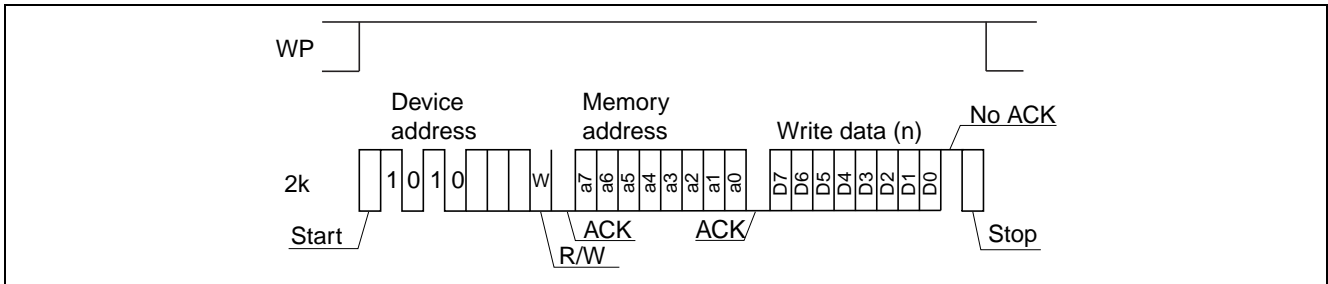 WP
Device address
Memory address
Write data (n)
No ACK
2k
1 0 1 0 W a7 a6 a5 a4 a3 a2 a1 a0 D7 D6 D5 D4 D3 D2 D1 D0
Start
ACK
ACK
Stop
R/W